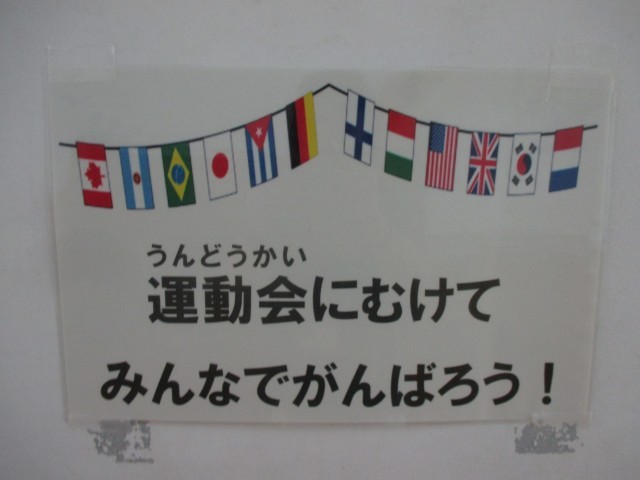 うんどうかい
運動会にむけて
みんなでがんばろう！